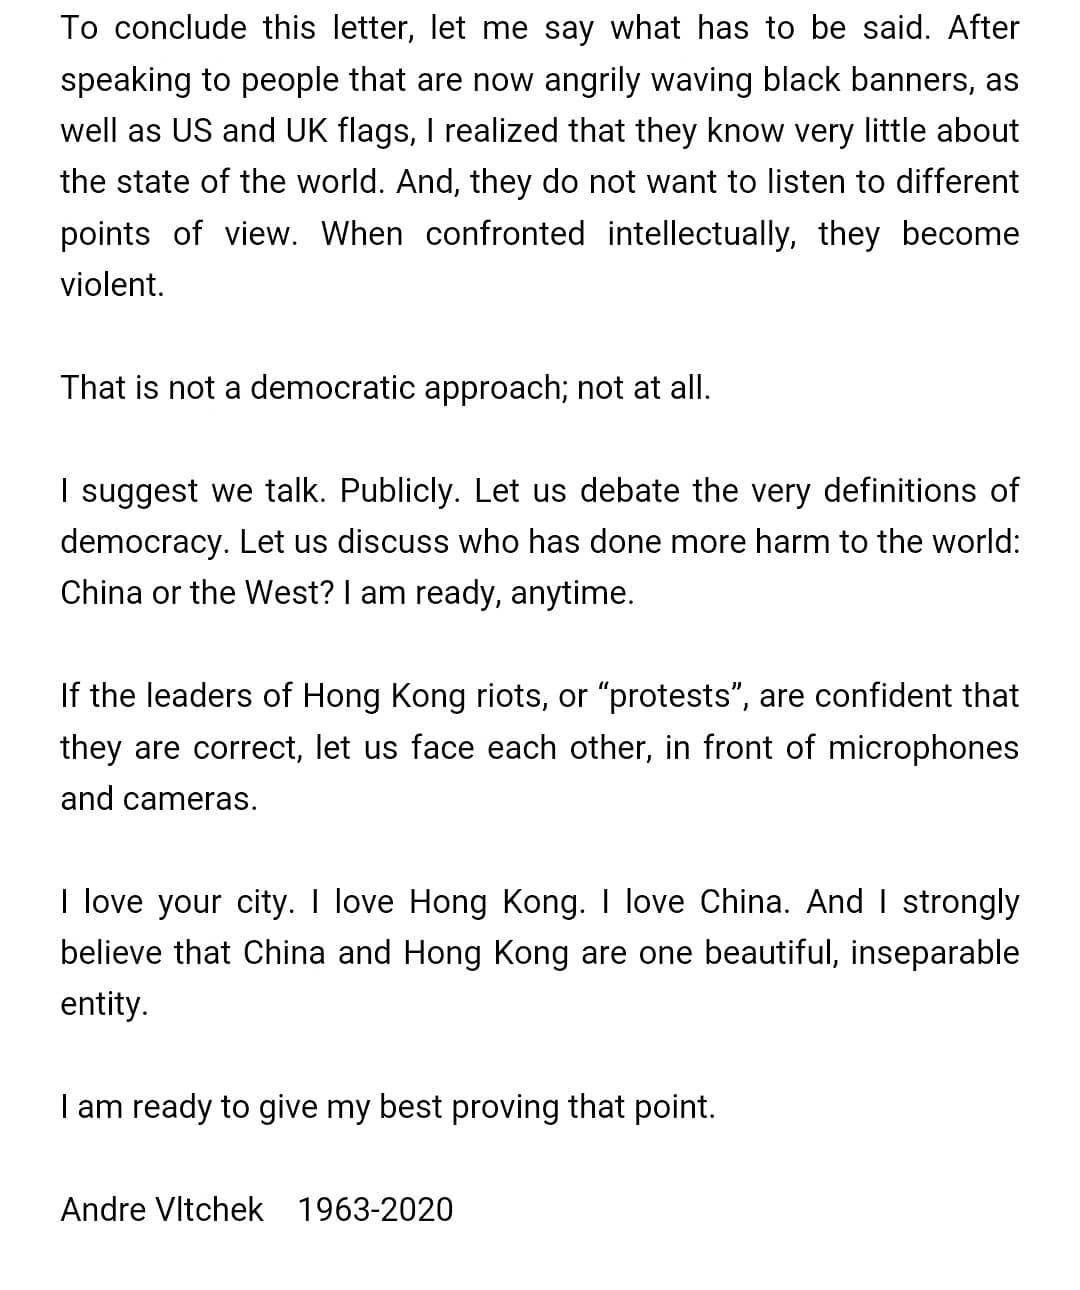 To conclude this letter, let me say what has to be said. After
speaking to people that are now angrily waving black banners, as
well as US and UK flags, I realized that they know very little about
the state of the world. And, they do not want to listen to different
points of view. When confronted intellectually, they become
violent.
That is not a democratic approach; not at all.
I suggest we talk. Publicly. Let us debate the very definitions of
democracy. Let us discuss who has done more harm to the world:
China or the West? I am ready, anytime.
If the leaders of Hong Kong riots, or “protests”, are confident that
they are correct, let us face each other, in front of microphones
and cameras.
I love your city. I love Hong Kong. I love China. And I strongly
believe that China and Hong Kong are one beautiful, inseparable
entity.
I am ready to give my best proving that point.
Andre Vltchek 1963-2020